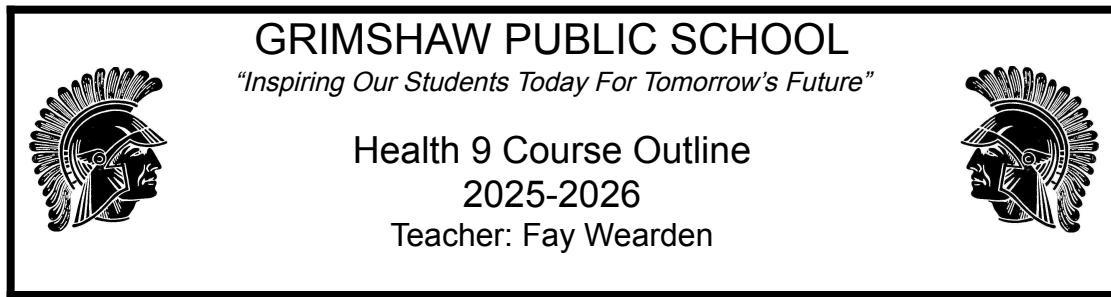 GRIMSHAW PUBLIC SCHOOL
“Inspiring Our Students Today For Tomorrow’s Future”
Health 9 Course Outline
2025-2026
Teacher: Fay Wearden